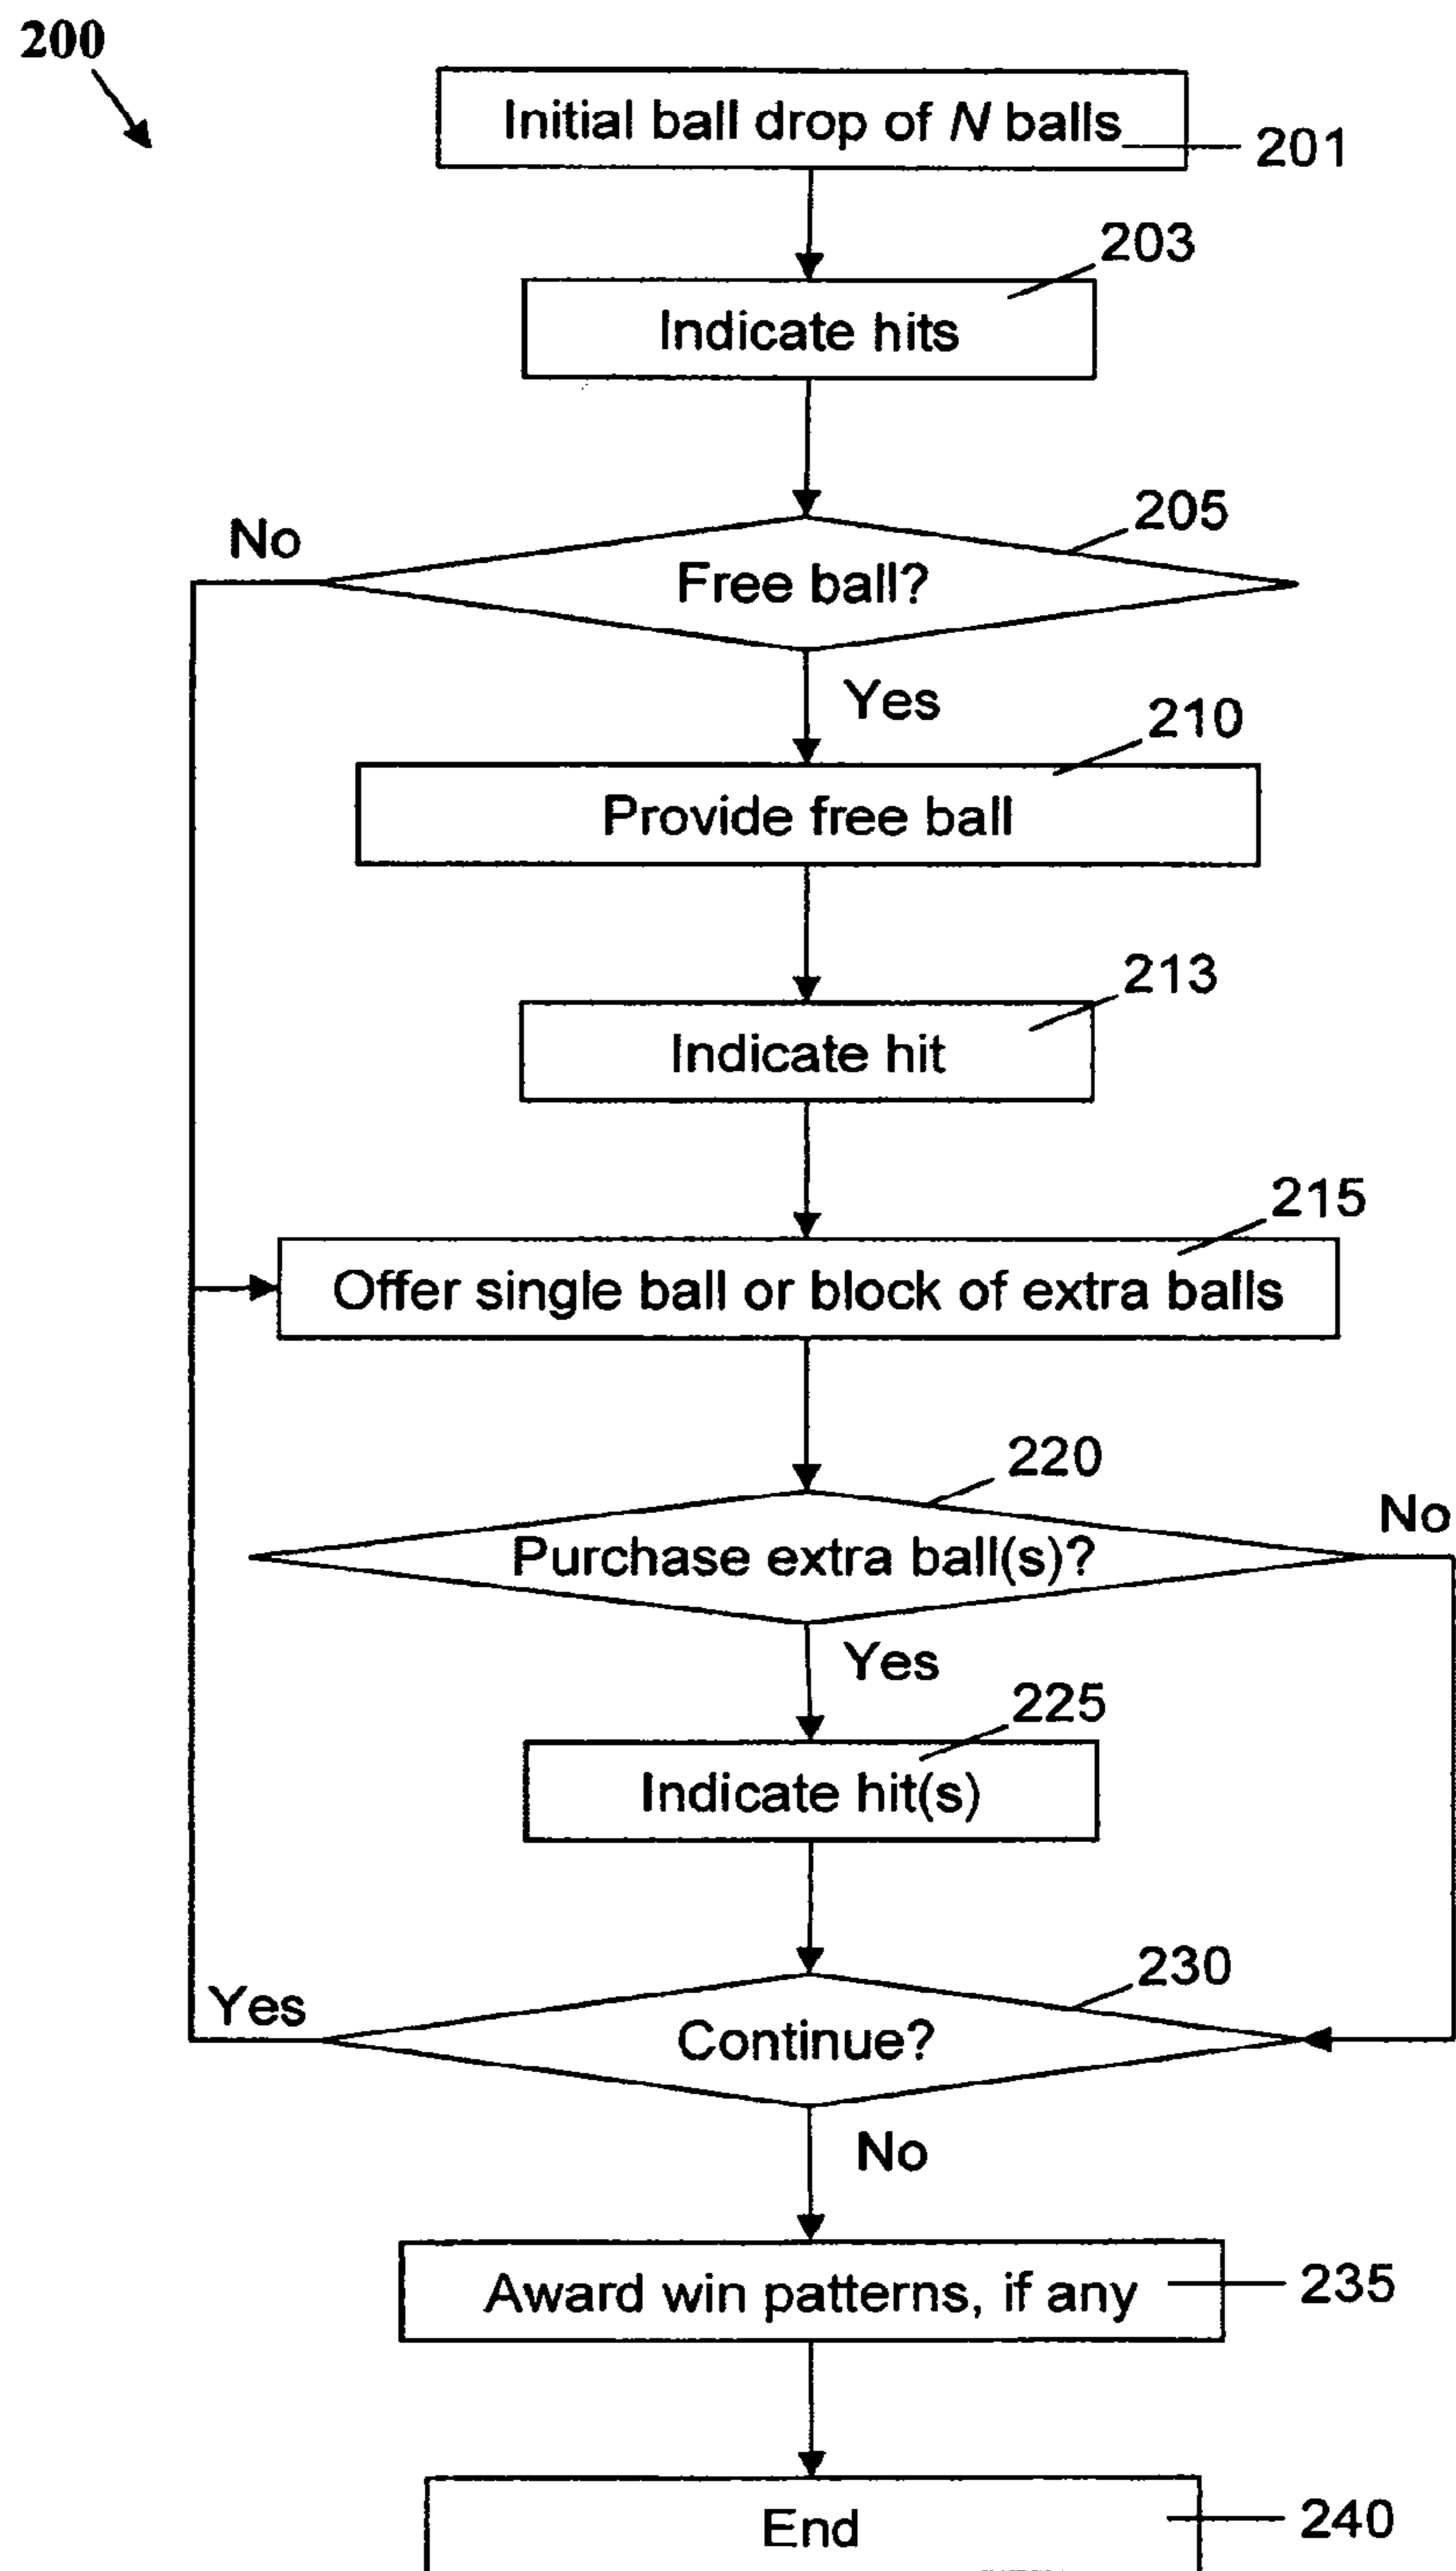 200
Initial ball drop of N balls
201
203
Indicate hits
205
No
Free ball?
Yes
210
Provide free ball
213
Indicate hit
215
Offer single ball or block of extra balls
220
No
Purchase extra ball(s)?
Yes
225
Indicate hit(s)
230
Yes
Continue?
No
Award win patterns, if any
235
End
240